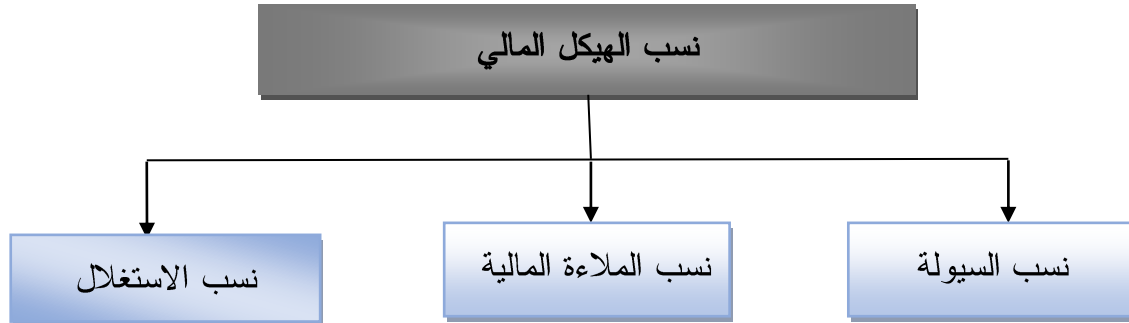 نسب الهيكل المالي
نسب السيولة
نسب الملاءة المالية
نسب الاستغلال